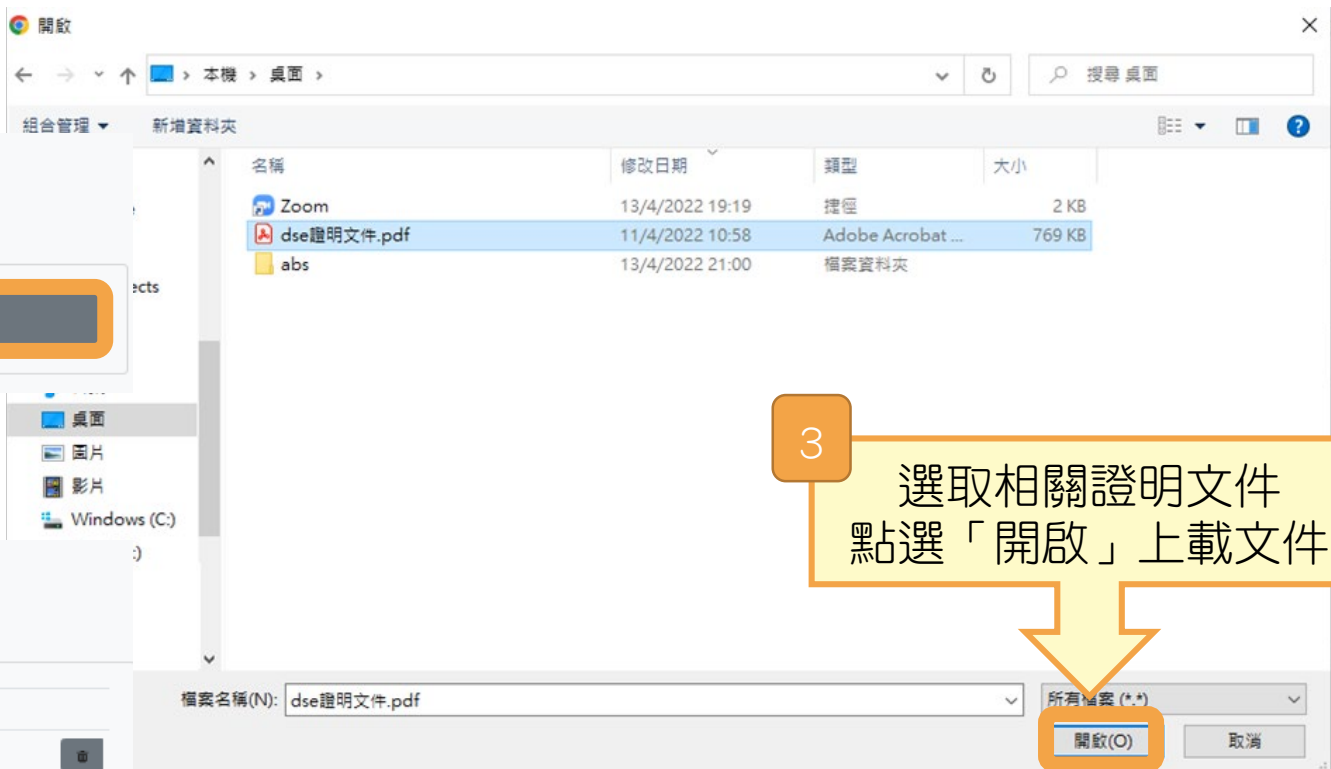 開啟
本機 › 桌面 ›
搜尋 桌面
組合管理
新增資料夾
名稱 修改日期 類型 大小
Zoom 13/4/2022 19:19 捷徑 2 KB
dse證明文件.pdf 11/4/2022 10:58 Adobe Acrobat ... 769 KB
abs 13/4/2022 21:00 檔案資料夾
ects
桌面
圖片
影片
Windows (C:)
:)
3
選取相關證明文件
點選「開啟」上載文件
檔案名稱(N): dse證明文件.pdf
所有檔案 (*.*)
開啟(O)
取消